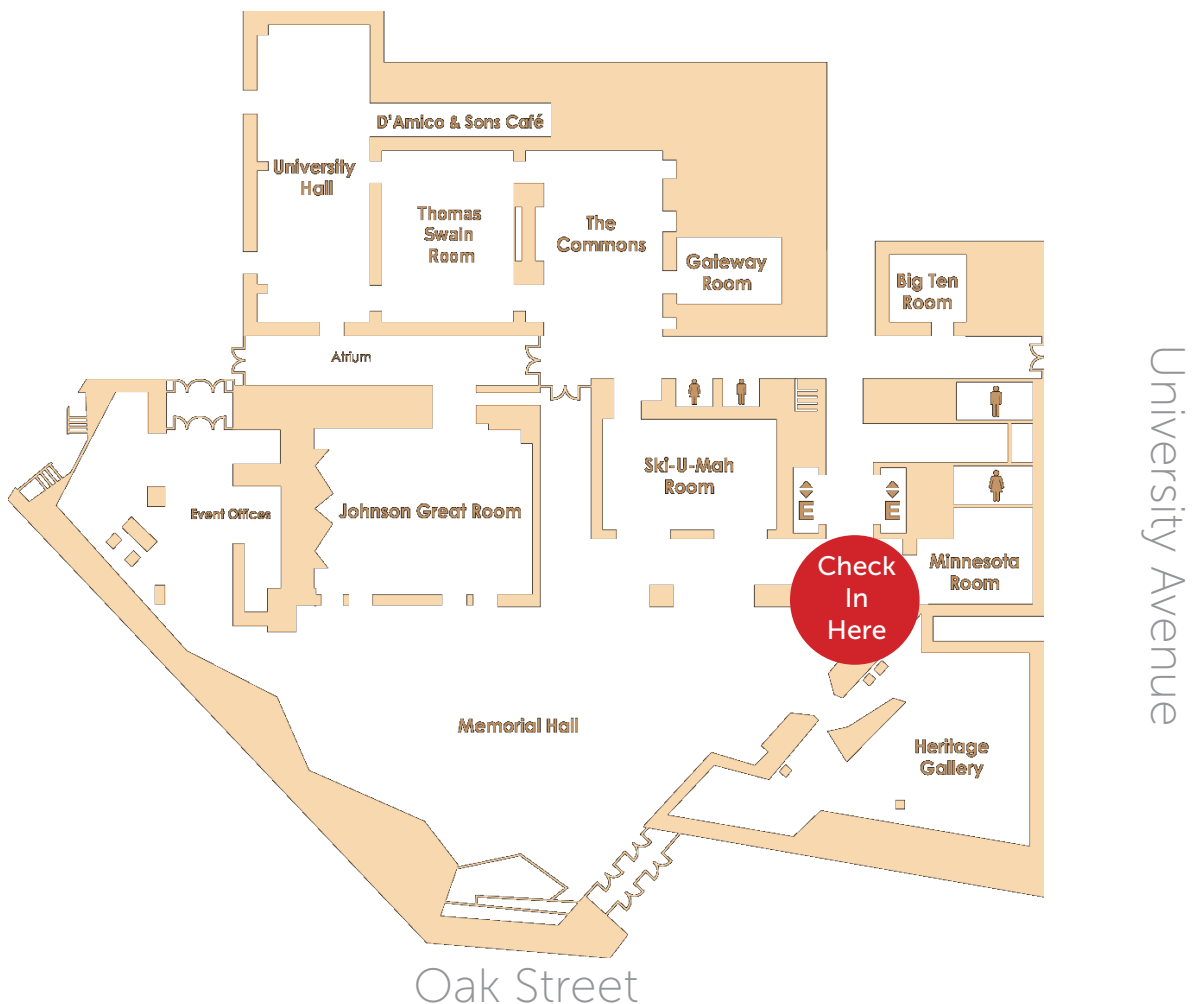 D'Amico & Sons Café
University
Hall
Thomas
Swain
Room
The
Commons
Gateway
Room
Big Ten
Room
Atrium
Ski-U-Mah
Room
Event Offices
Johnson Great Room
E
E
Check
In
Here
Minnesota
Room
Memorial Hall
Heritage
Gallery
University Avenue
Oak Street